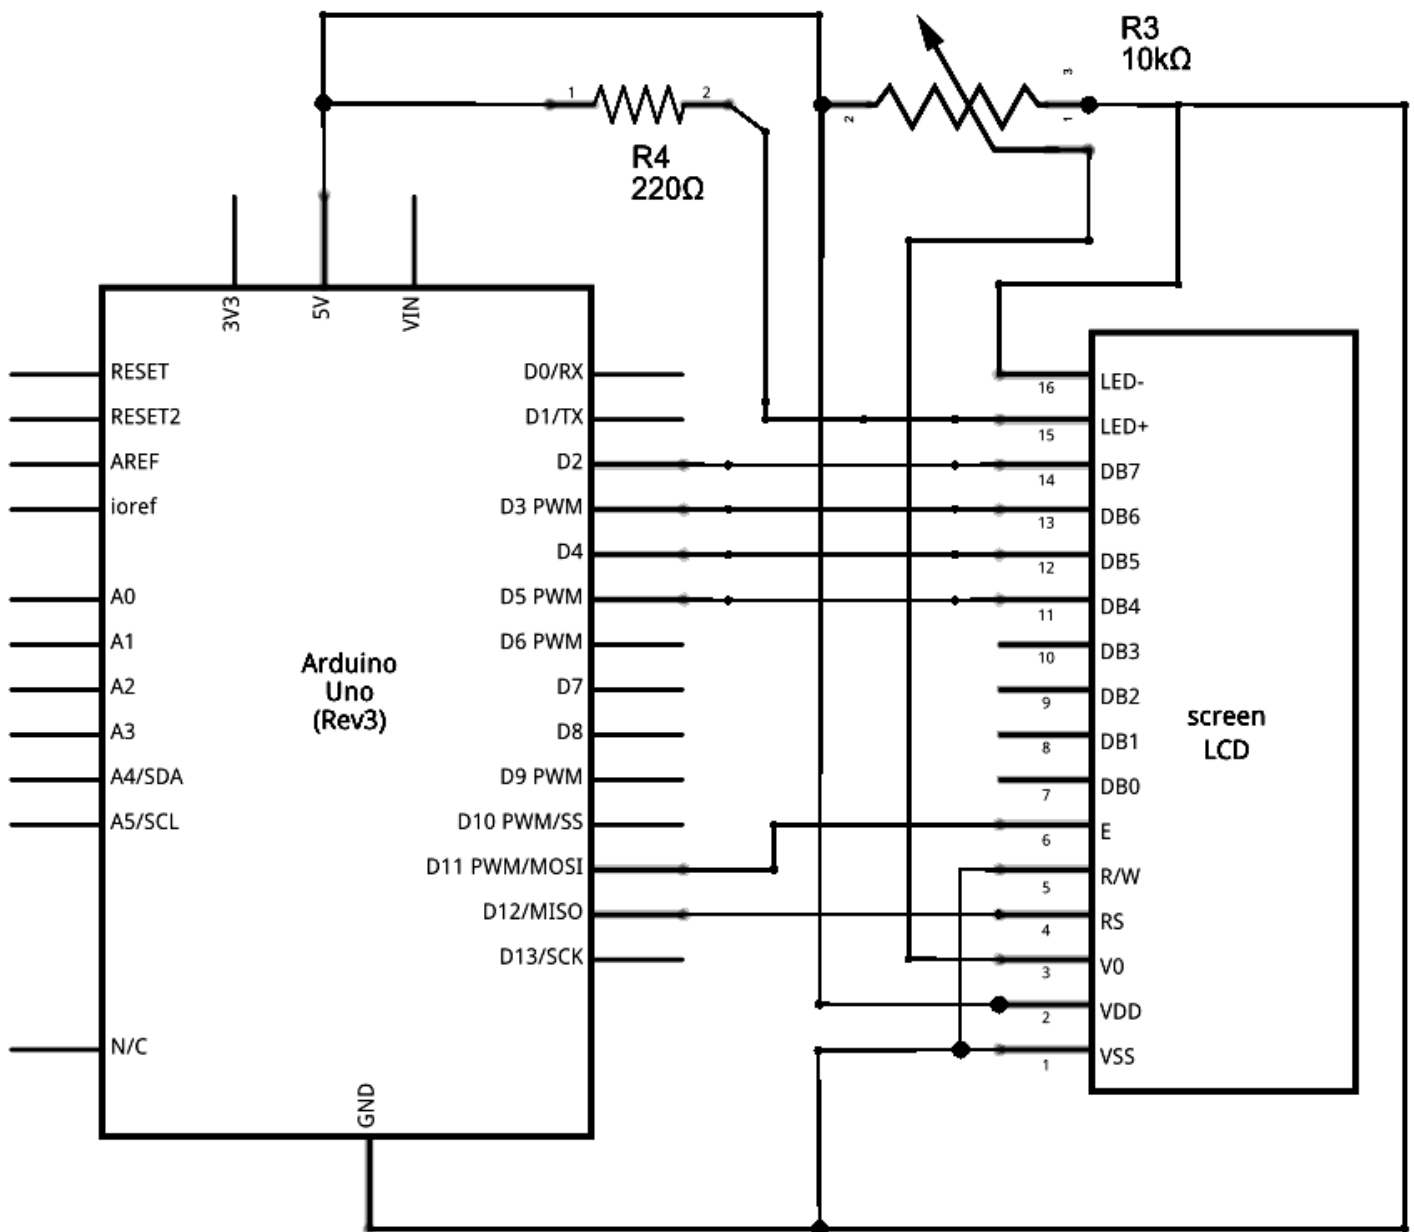 R3
10kΩ
3
1
2
1
2
R4
220Ω
3V3
5V
VIN
RESET
RESET2
AREF
ioref
A0
A1
A2
A3
A4/SDA
A5/SCL
N/C
Arduino
Uno
(Rev3)
D0/RX
D1/TX
D2
D3 PWM
D4
D5 PWM
D6 PWM
D7
D8
D9 PWM
D10 PWM/SS
D11 PWM/MOSI
D12/MISO
D13/SCK
GND
16 LED-
15 LED+
14 DB7
13 DB6
12 DB5
11 DB4
10 DB3
9 DB2
8 DB1
7 DB0
6 E
5 R/W
4 RS
3 V0
2 VDD
1 VSS
screen
LCD